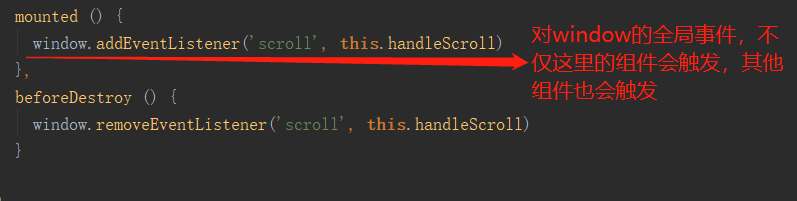 mounted () {
window.addEventListener('scroll', this.handleScroll)
},
beforeDestroy () {
window.removeEventListener('scroll', this.handleScroll)
}
对window的全局事件，不
仅这里的组件会触发，其他
组件也会触发